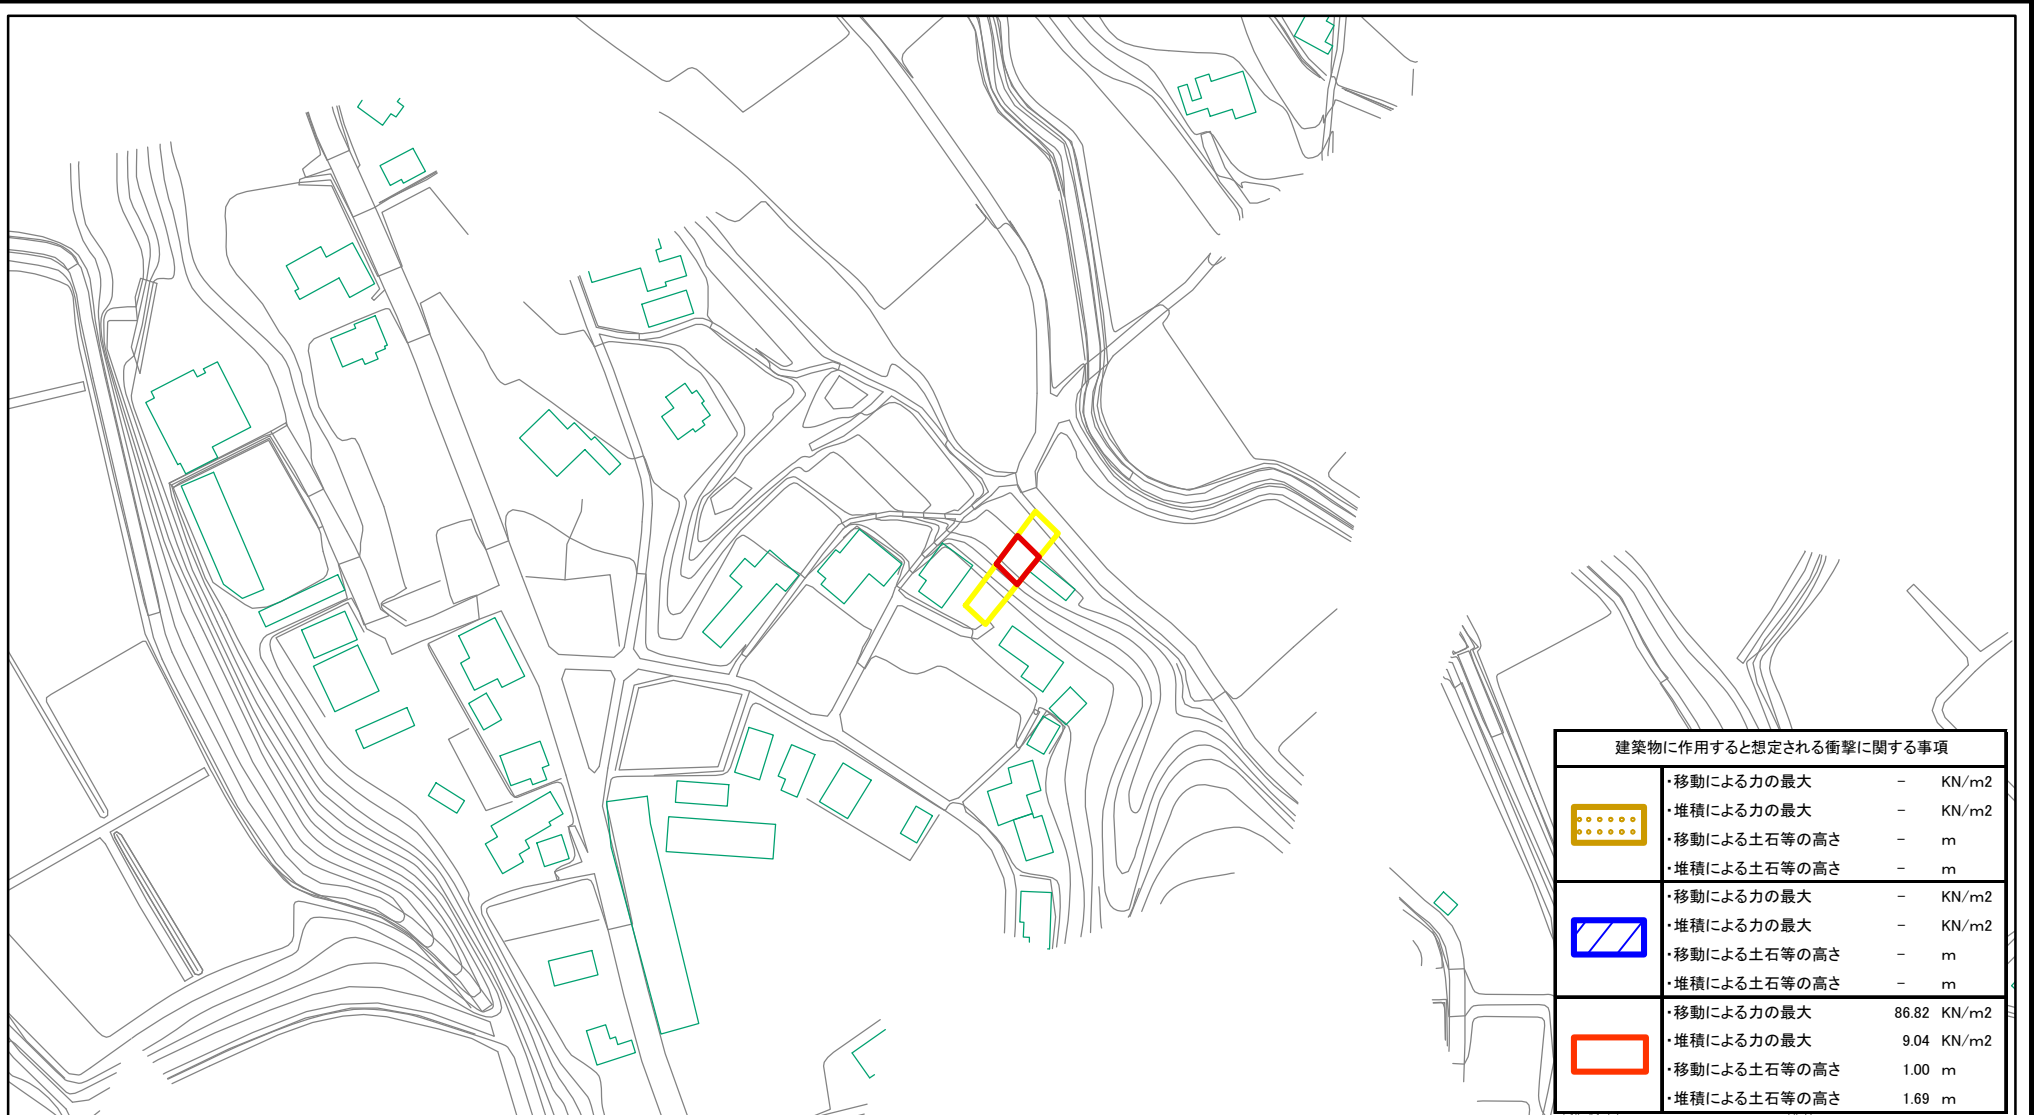 建築物に作用すると想定される衝撃に関する事項
・移動による力の最大 － KN/m2
・堆積による力の最大 － KN/m2
・移動による土石等の高さ － m
・堆積による土石等の高さ － m
・移動による力の最大 － KN/m2
・堆積による力の最大 － KN/m2
・移動による土石等の高さ － m
・堆積による土石等の高さ － m
・移動による力の最大 86.82 KN/m2
・堆積による力の最大 9.04 KN/m2
・移動による土石等の高さ 1.00 m
・堆積による土石等の高さ 1.69 m